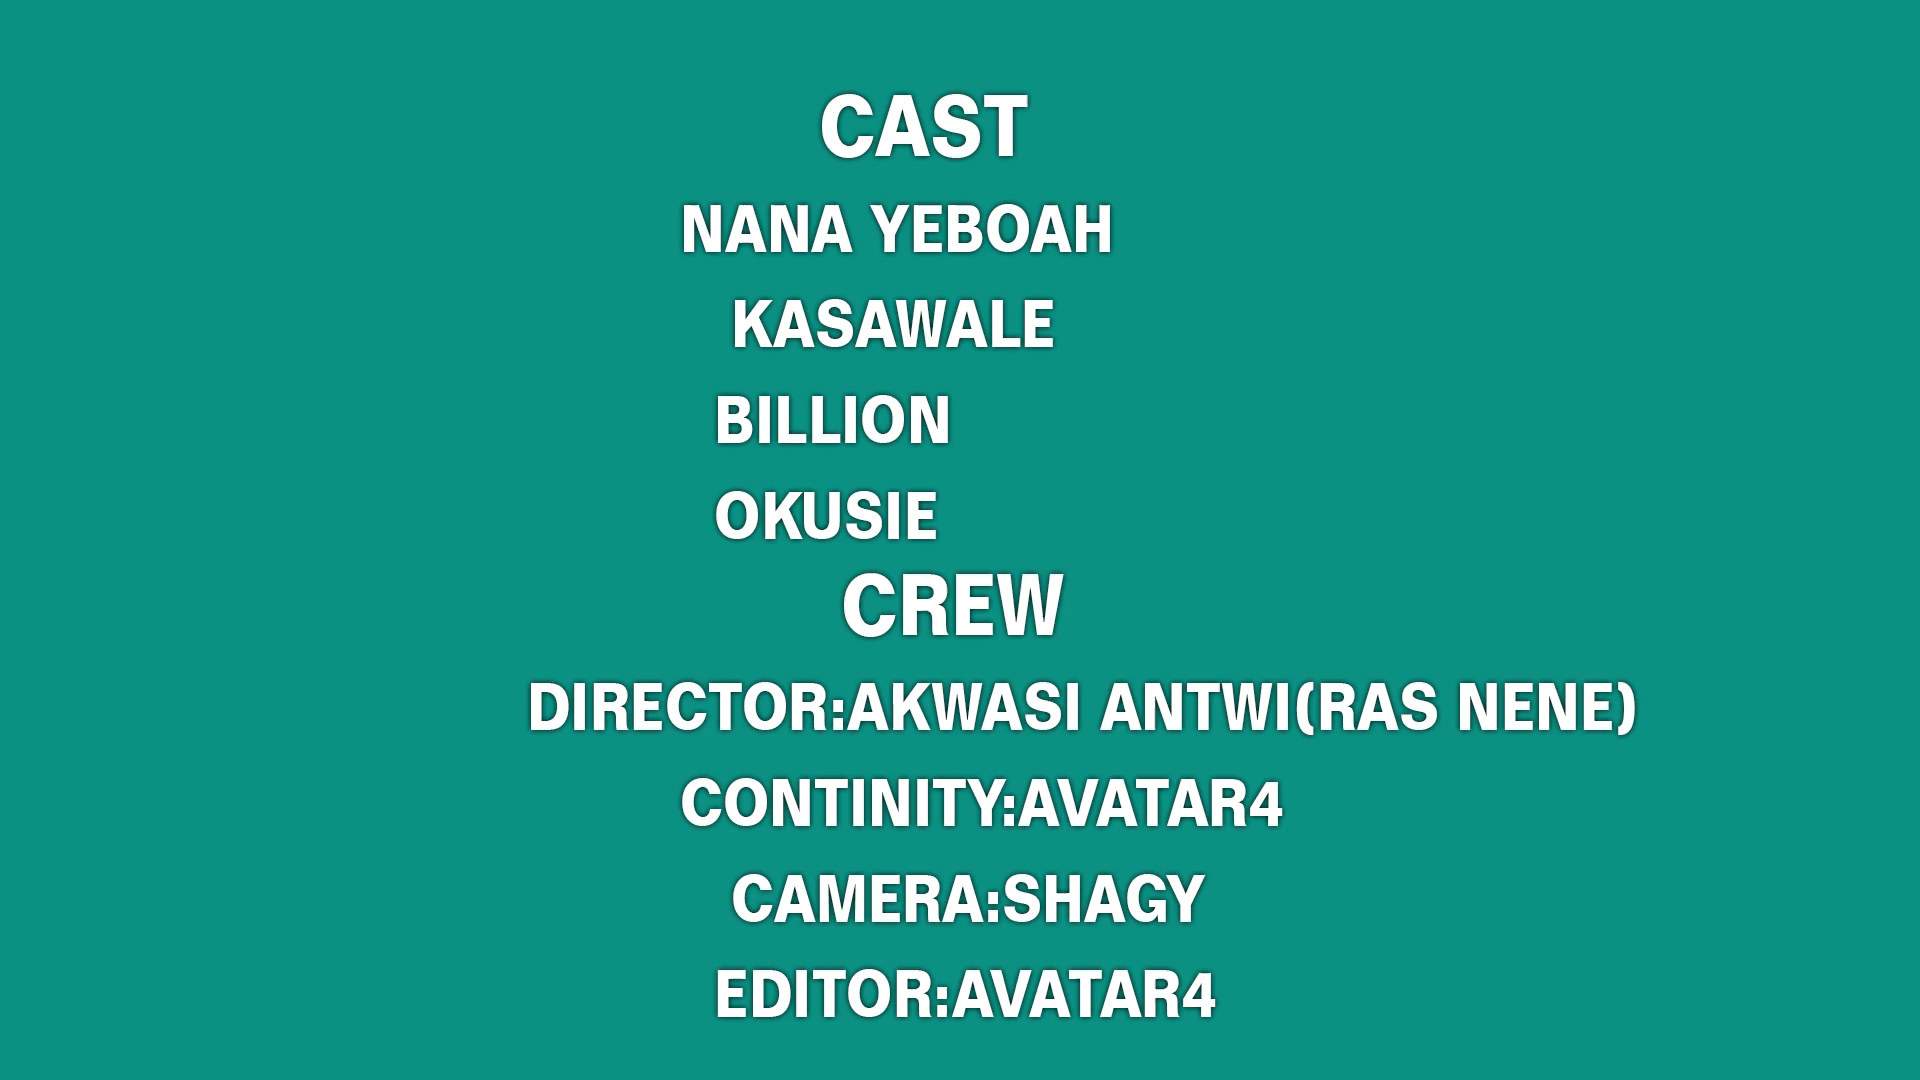 CAST
NANA YEBOAH
KASAWALE
BILLION
OKUSIE
CREW
DIRECTOR:AKWASI ANTWI(RAS NENE)
CONTINITY:AVATAR4
CAMERA:SHAGY
EDITOR:AVATAR4